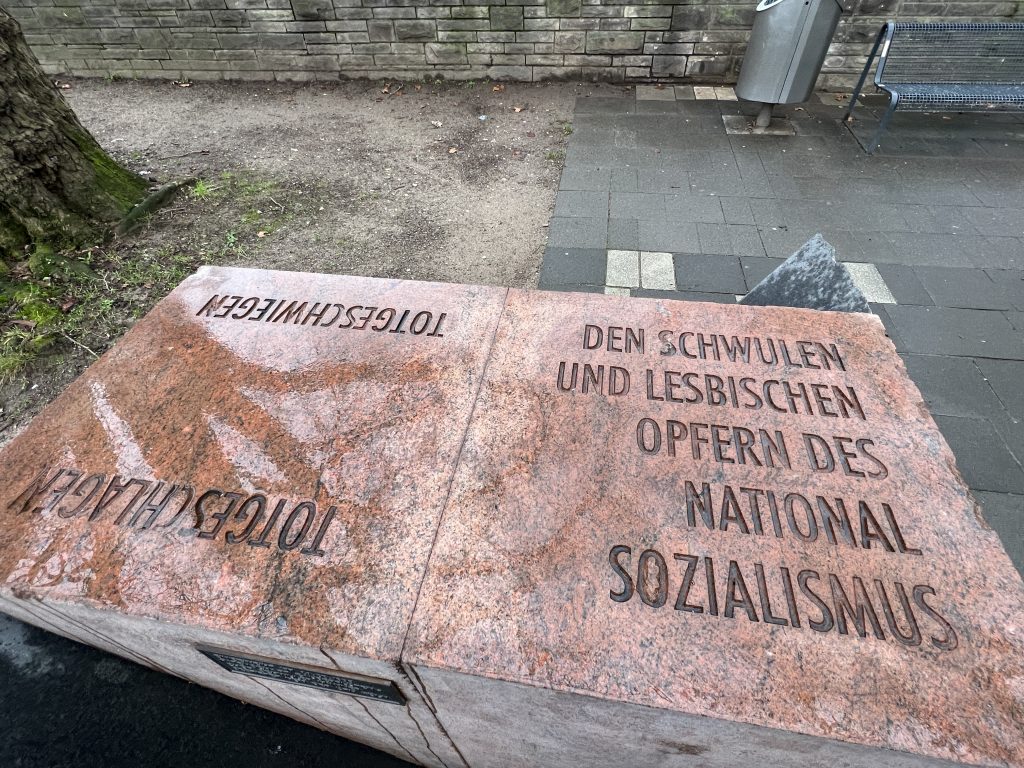 DEN SCHWULEN
UND LESBISCHEN
OPFERN DES
NATIONAL
SOZIALISMUS
TOTGESCHLAGEN
TOTGESCHWIEGEN